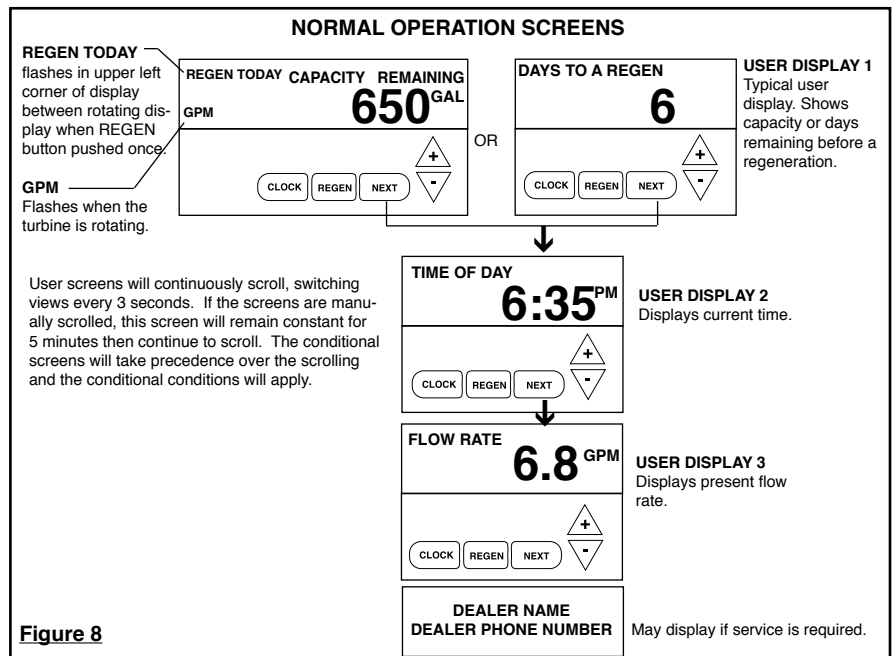 NORMAL OPERATION SCREENS
REGEN TODAY
flashes in upper left
corner of display
between rotating dis-
play when REGEN
button pushed once.
GPM
Flashes when the
turbine is rotating.
REGEN TODAY CAPACITY REMAINING
650 GAL
GPM
+
-
CLOCK REGEN NEXT
OR
DAYS TO A REGEN
6
+
-
CLOCK REGEN NEXT
USER DISPLAY 1
Typical user
display. Shows
capacity or days
remaining before a
regeneration.
User screens will continuously scroll, switching
views every 3 seconds. If the screens are manu-
ally scrolled, this screen will remain constant for
5 minutes then continue to scroll. The conditional
screens will take precedence over the scrolling
and the conditional conditions will apply.
TIME OF DAY
6:35 PM
+
-
CLOCK REGEN NEXT
USER DISPLAY 2
Displays current time.
FLOW RATE
6.8 GPM
+
-
CLOCK REGEN NEXT
USER DISPLAY 3
Displays present flow
rate.
DEALER NAME
DEALER PHONE NUMBER
May display if service is required.
Figure 8